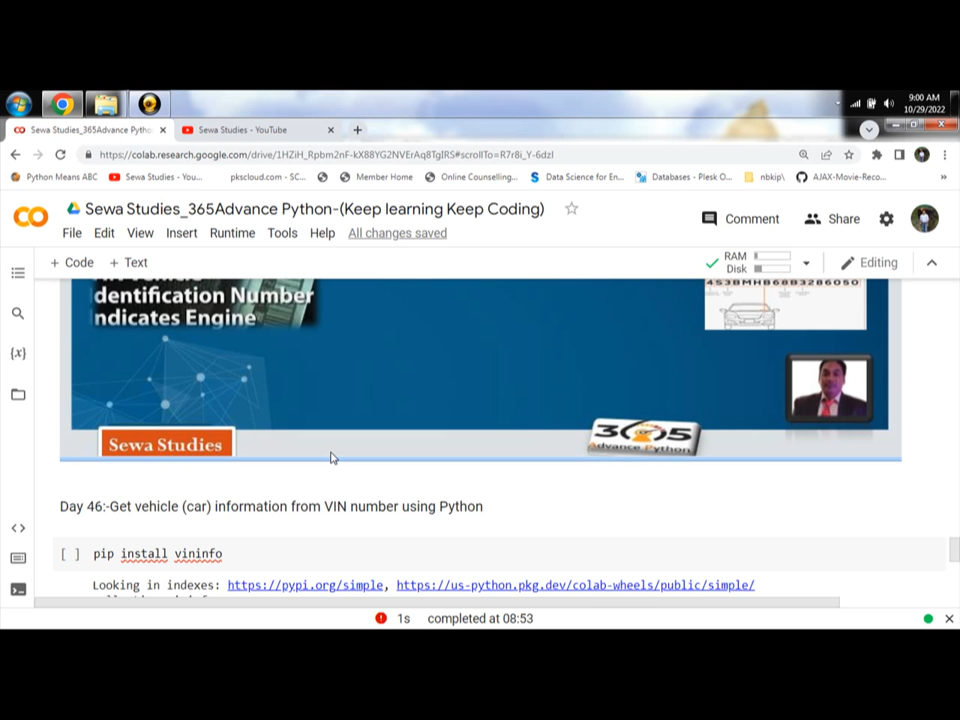 9:00 AM
10/29/2022
Sewa Studies_365Advance Pytho
Sewa Studies - YouTube
https://colab.research.google.com/drive/1HZiH_Rpbm2nF-kX88YG2NVErAq8TgIRS#scrollTo=R7r8i_Y-6dzl
Python Means ABC
Sewa Studies - You...
pkscloud.com - SC...
Member Home
Online Counselling...
Data Science for En...
Databases - Plesk O...
nbkip\
AJAX-Movie-Reco...
Sewa Studies_365Advance Python-(Keep learning Keep Coding)
Comment
Share
File Edit View Insert Runtime Tools Help All changes saved
+ Code + Text
RAM
Disk
Editing
dentification Number
ndicates Engine
4S3BMHB68B3286050
Sewa Studies
365
Advance Python
Day 46:-Get vehicle (car) information from VIN number using Python
[ ] pip install vininfo
Looking in indexes: https://pypi.org/simple, https://us-python.pkg.dev/colab-wheels/public/simple/
1s completed at 08:53